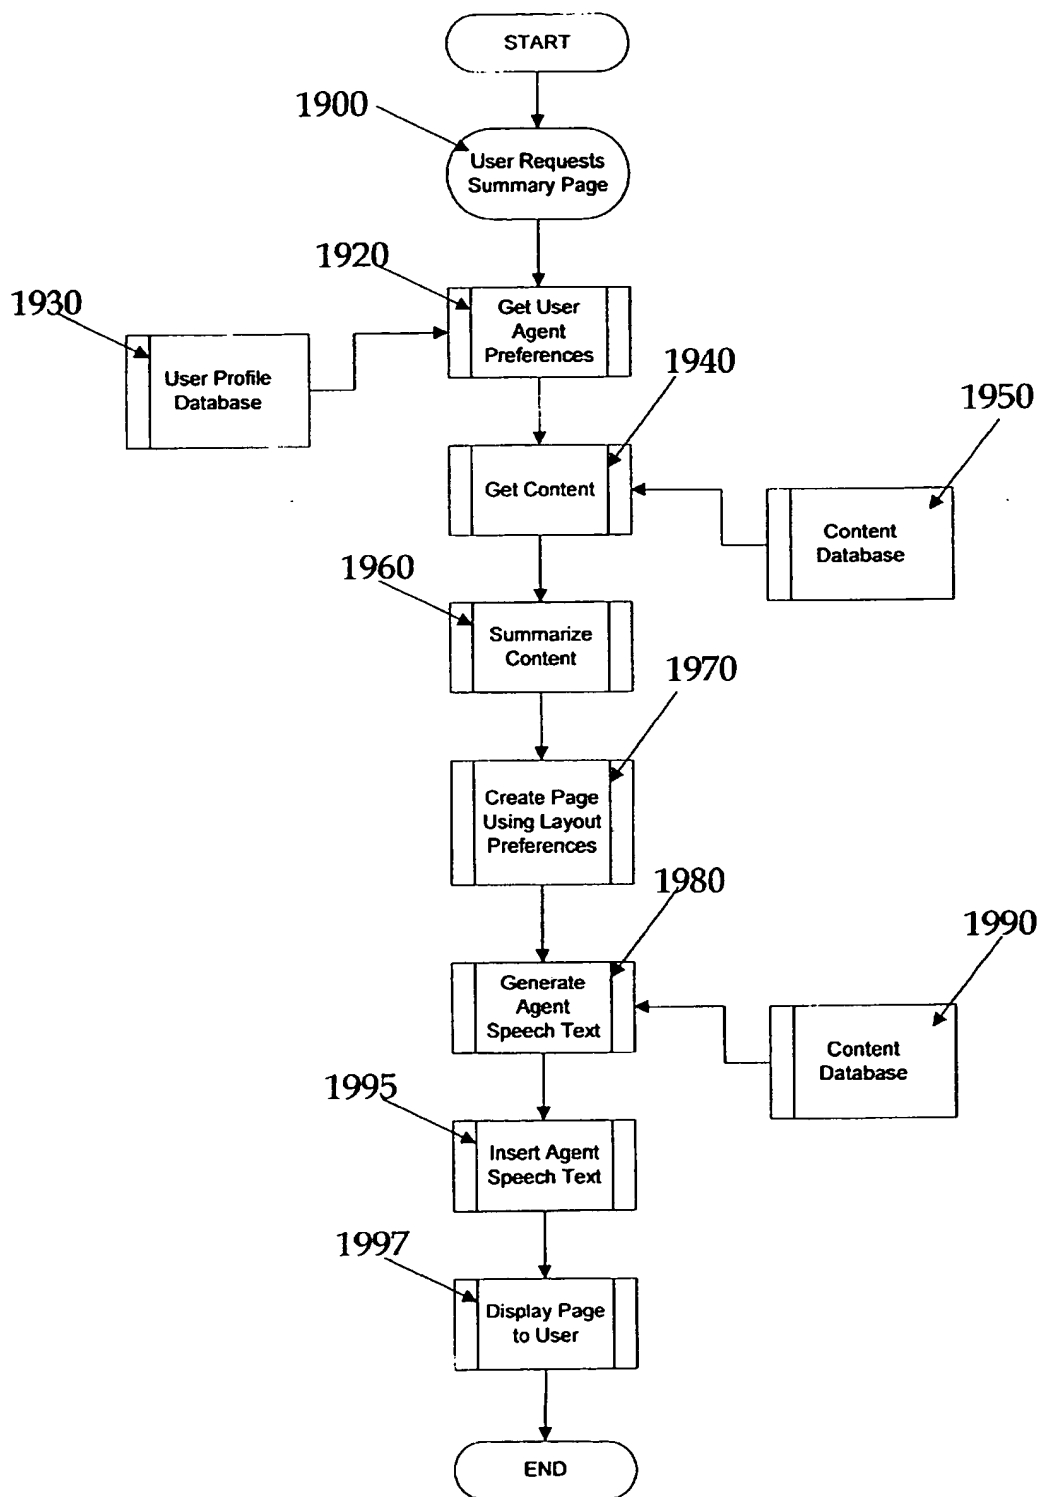 START
1900
User Requests
Summary Page
1920
1930
Get User
Agent
Preferences
User Profile
Database
1940
1950
Get Content
Content
Database
1960
Summarize
Content
1970
Create Page
Using Layout
Preferences
1980
1990
Generate
Agent
Speech Text
Content
Database
1995
Insert Agent
Speech Text
1997
Display Page
to User
END